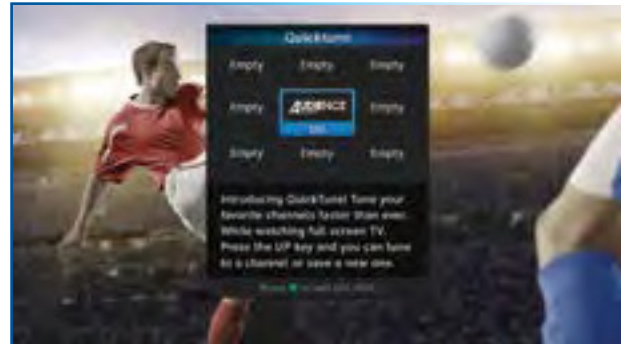 QuickTune
Empty Empty Empty
Empty AUDIENCE Empty
Empty Empty Empty
Introducing QuickTune! Tune your
favorite channels faster than ever.
While watching full screen TV.
Press the UP key and you can tune
to a channel or save a new one.
Press